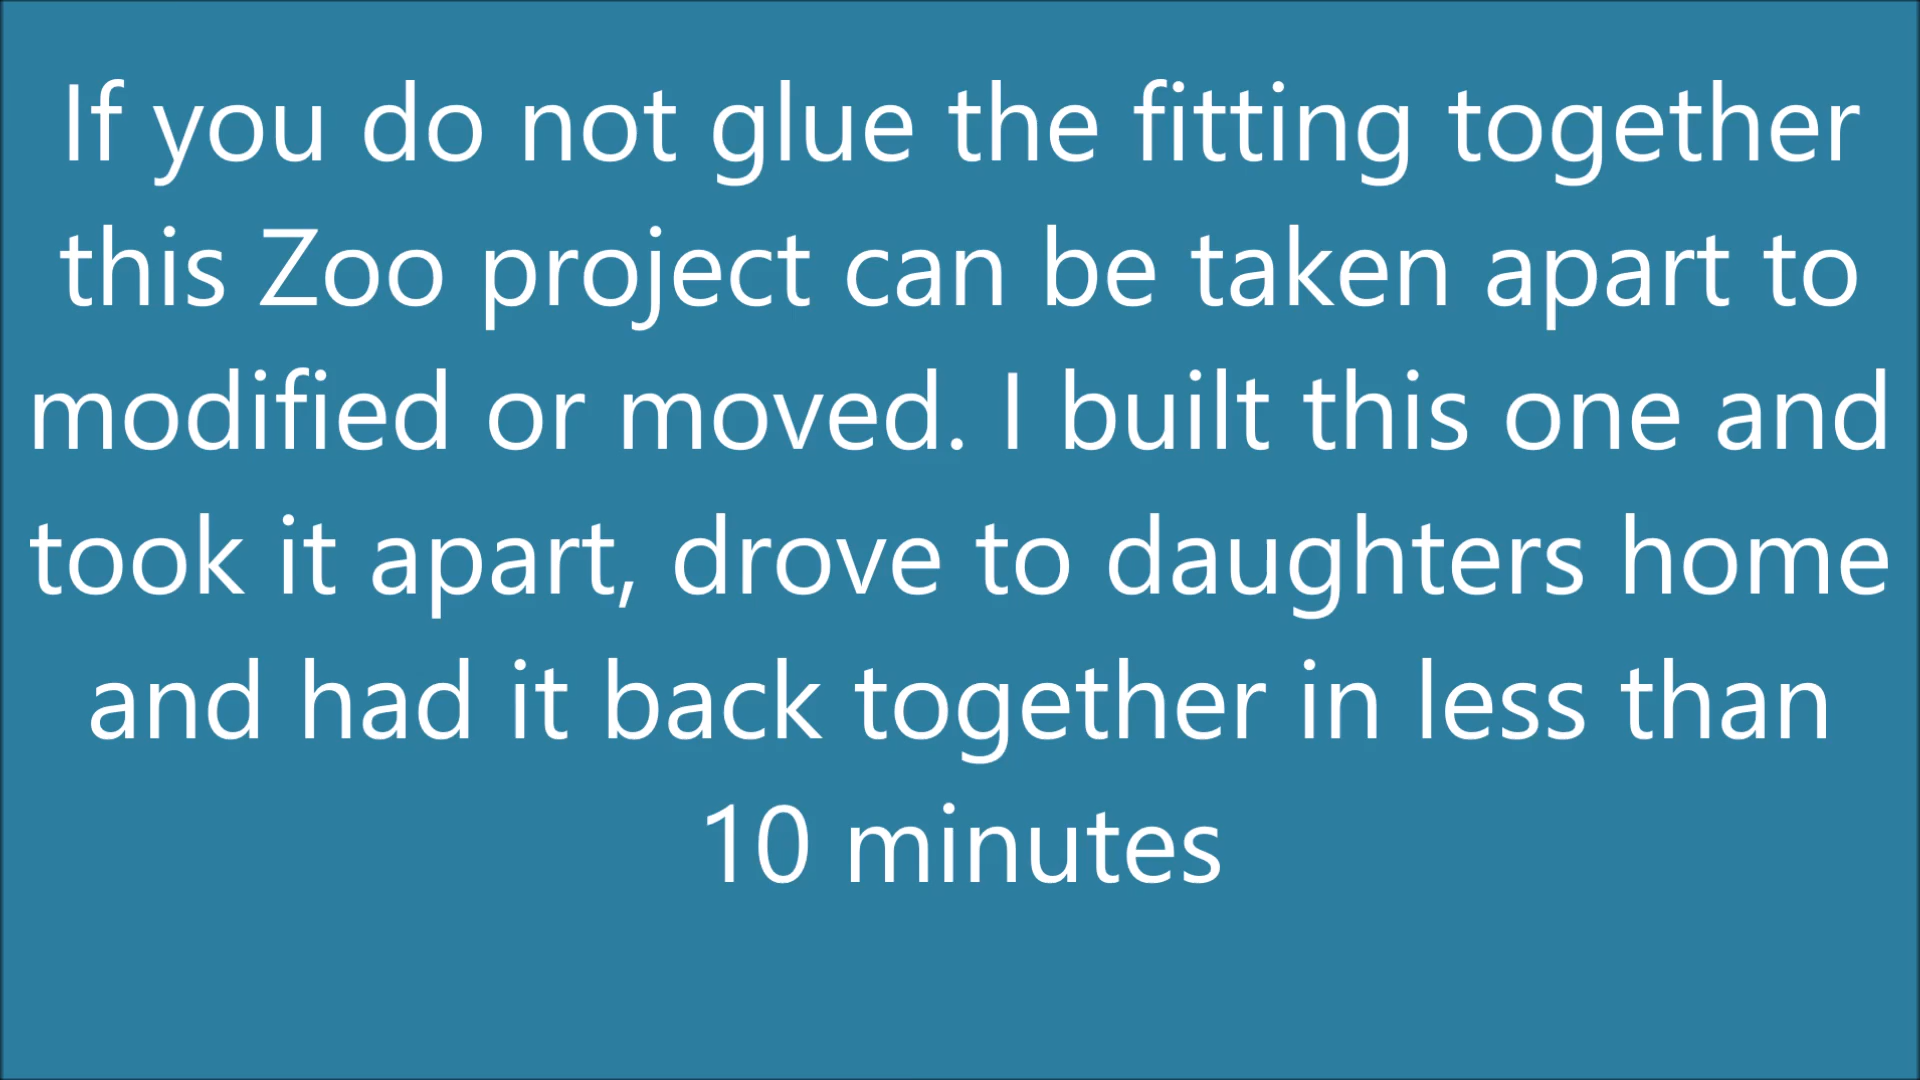 If you do not glue the fitting together
this Zoo project can be taken apart to
modified or moved. I built this one and
took it apart, drove to daughters home
and had it back together in less than
10 minutes